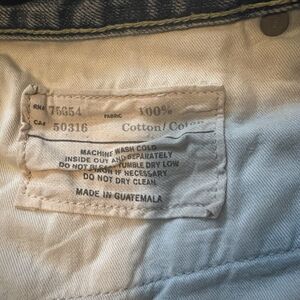 RN# 75654 FABRIC 100%
CA# 50316 Cotton/Coton
MACHINE WASH COLD
INSIDE OUT AND SEPARATELY
DO NOT BLEACH TUMBLE DRY LOW
IRON IF NECESSARY
DO NOT DRY CLEAN
MADE IN GUATEMALA